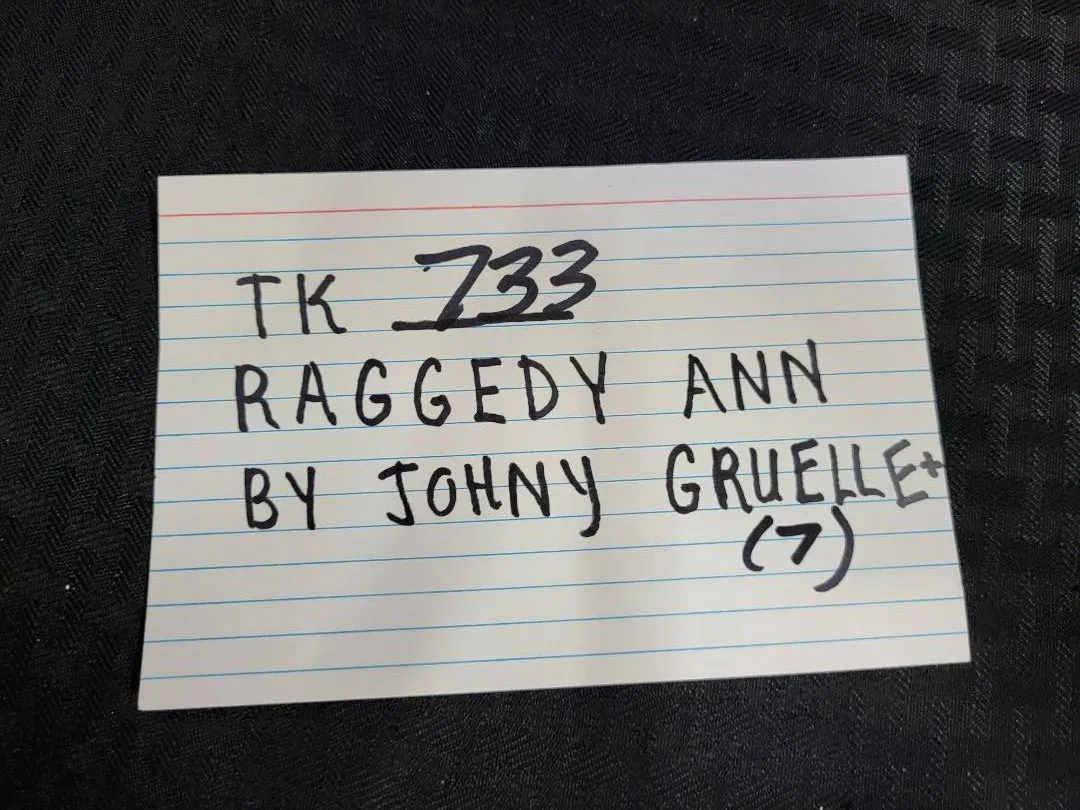 TK 733
RAGGEDY ANN
BY JOHNY GRUELLE+
(7)